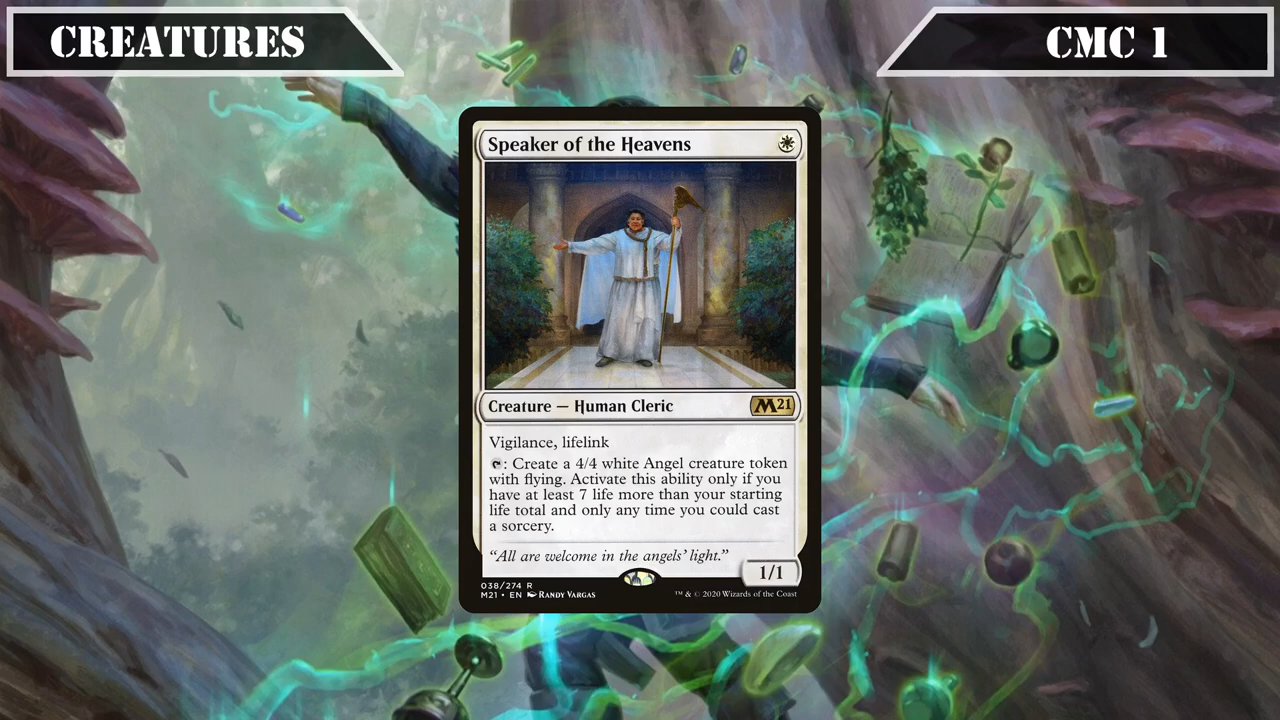 CREATURES
CMC 1
Speaker of the Heavens
Creature — Human Cleric
M21
Vigilance, lifelink
: Create a 4/4 white Angel creature token
with flying. Activate this ability only if you
have at least 7 life more than your starting
life total and only any time you could cast
a sorcery.
“All are welcome in the angels’ light.”
1/1
038/274 R
M21 • EN RANDY VARGAS
™ & © 2020 Wizards of the Coast